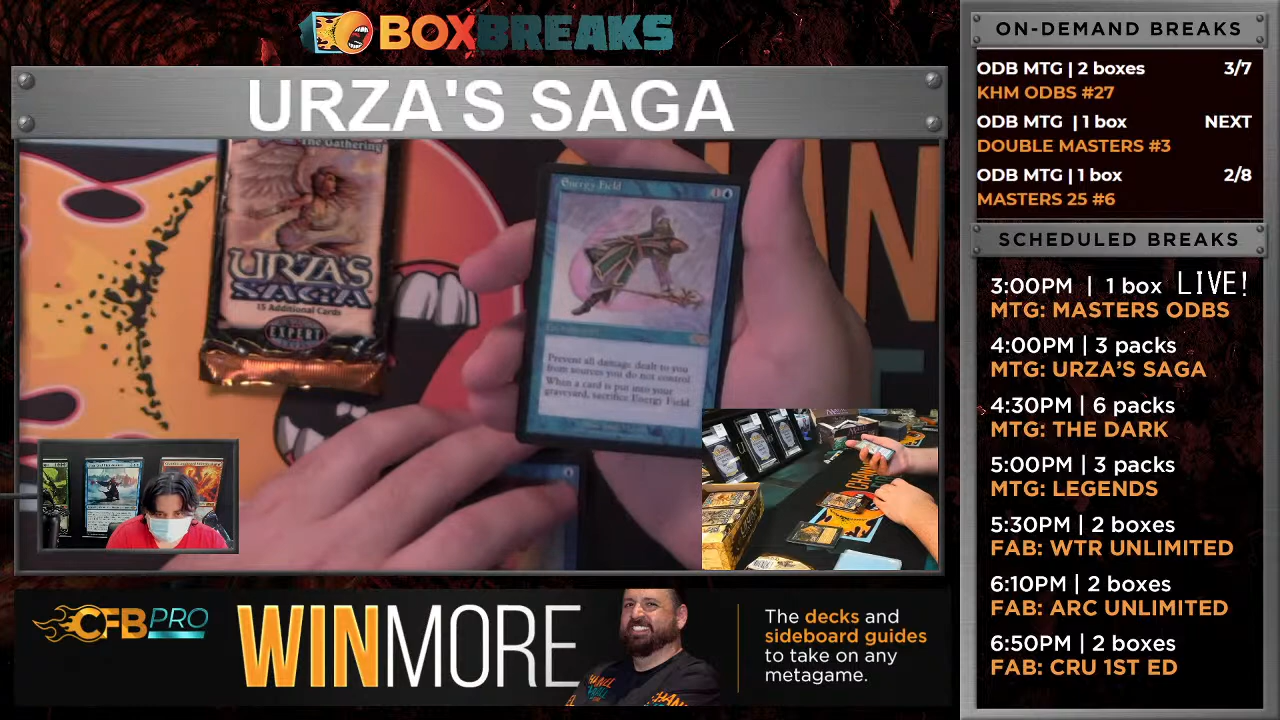 BOXBREAKS
URZA'S SAGA
The Gathering
URZA'S
SAGA
15 Additional Cards
EXPERT
Energy Field
Enchantment
Prevent all damage dealt to you
from sources you do not control.
When a card is put into your
graveyard, sacrifice Energy Field.
CFB PRO
WINMORE
The decks and
sideboard guides
to take on any
metagame.
ON-DEMAND BREAKS
ODB MTG | 2 boxes 3/7
KHM ODBS #27
ODB MTG | 1 box NEXT
DOUBLE MASTERS #3
ODB MTG | 1 box 2/8
MASTERS 25 #6
SCHEDULED BREAKS
3:00PM | 1 box LIVE!
MTG: MASTERS ODBS
4:00PM | 3 packs
MTG: URZA'S SAGA
4:30PM | 6 packs
MTG: THE DARK
5:00PM | 3 packs
MTG: LEGENDS
5:30PM | 2 boxes
FAB: WTR UNLIMITED
6:10PM | 2 boxes
FAB: ARC UNLIMITED
6:50PM | 2 boxes
FAB: CRU 1ST ED